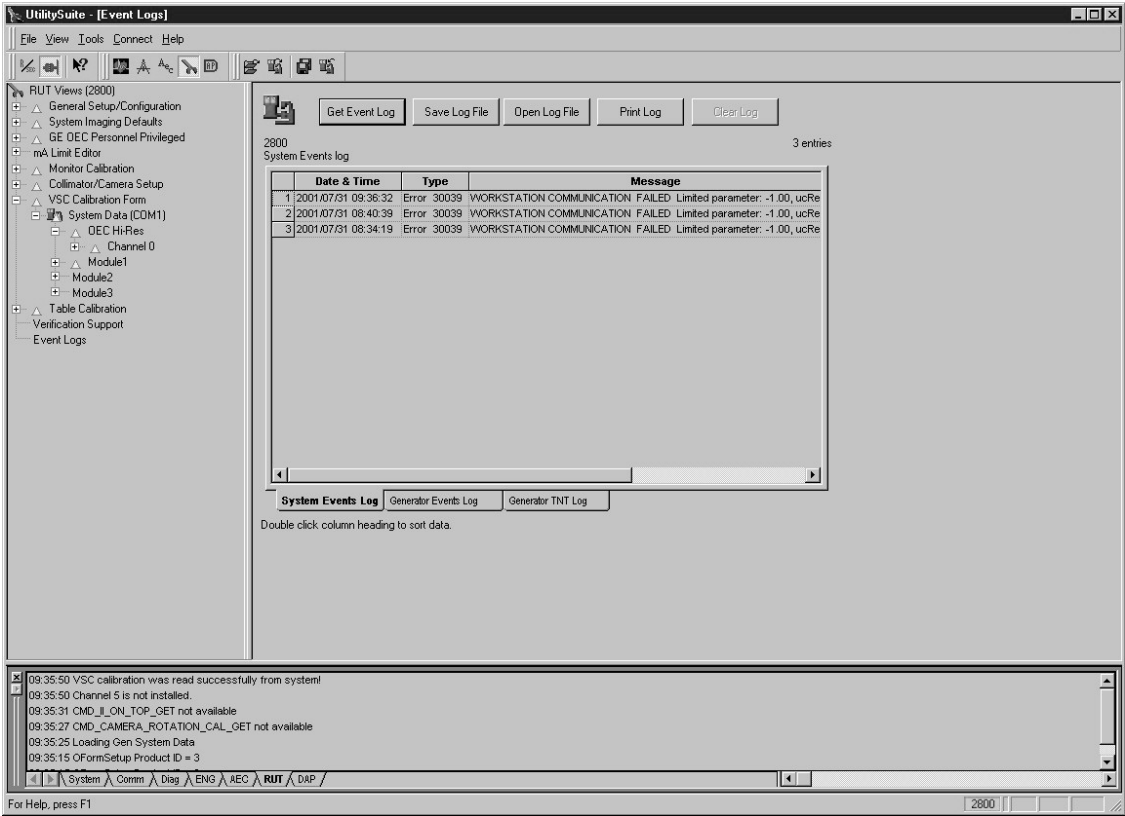 UtilitySuite - [Event Logs]
File View Tools Connect Help
RUT Views (2800)
General Setup/Configuration
System Imaging Defaults
GE OEC Personnel Privileged
mA Limit Editor
Monitor Calibration
Collimator/Camera Setup
VSC Calibration Form
System Data (COM1)
OEC Hi-Res
Channel 0
Module1
Module2
Module3
Table Calibration
Verification Support
Event Logs
Get Event Log Save Log File Open Log File Print Log Clear Log
2800 3 entries
System Events log
Date & Time Type Message
1 2001/07/31 09:36:32 Error 30039 WORKSTATION COMMUNICATION FAILED Limited parameter: -1.00, ucRe
2 2001/07/31 08:40:39 Error 30039 WORKSTATION COMMUNICATION FAILED Limited parameter: -1.00, ucRe
3 2001/07/31 08:34:19 Error 30039 WORKSTATION COMMUNICATION FAILED Limited parameter: -1.00, ucRe
System Events Log Generator Events Log Generator TNT Log
Double click column heading to sort data.
09:35:50 VSC calibration was read successfully from system!
09:35:50 Channel 5 is not installed.
09:35:31 CMD_II_ON_TOP_GET not available
09:35:27 CMD_CAMERA_ROTATION_CAL_GET not available
09:35:25 Loading Gen System Data
09:35:15 OFormSetup Product ID = 3
System Comm Diag ENG AEC RUT DAP
For Help, press F1 2800